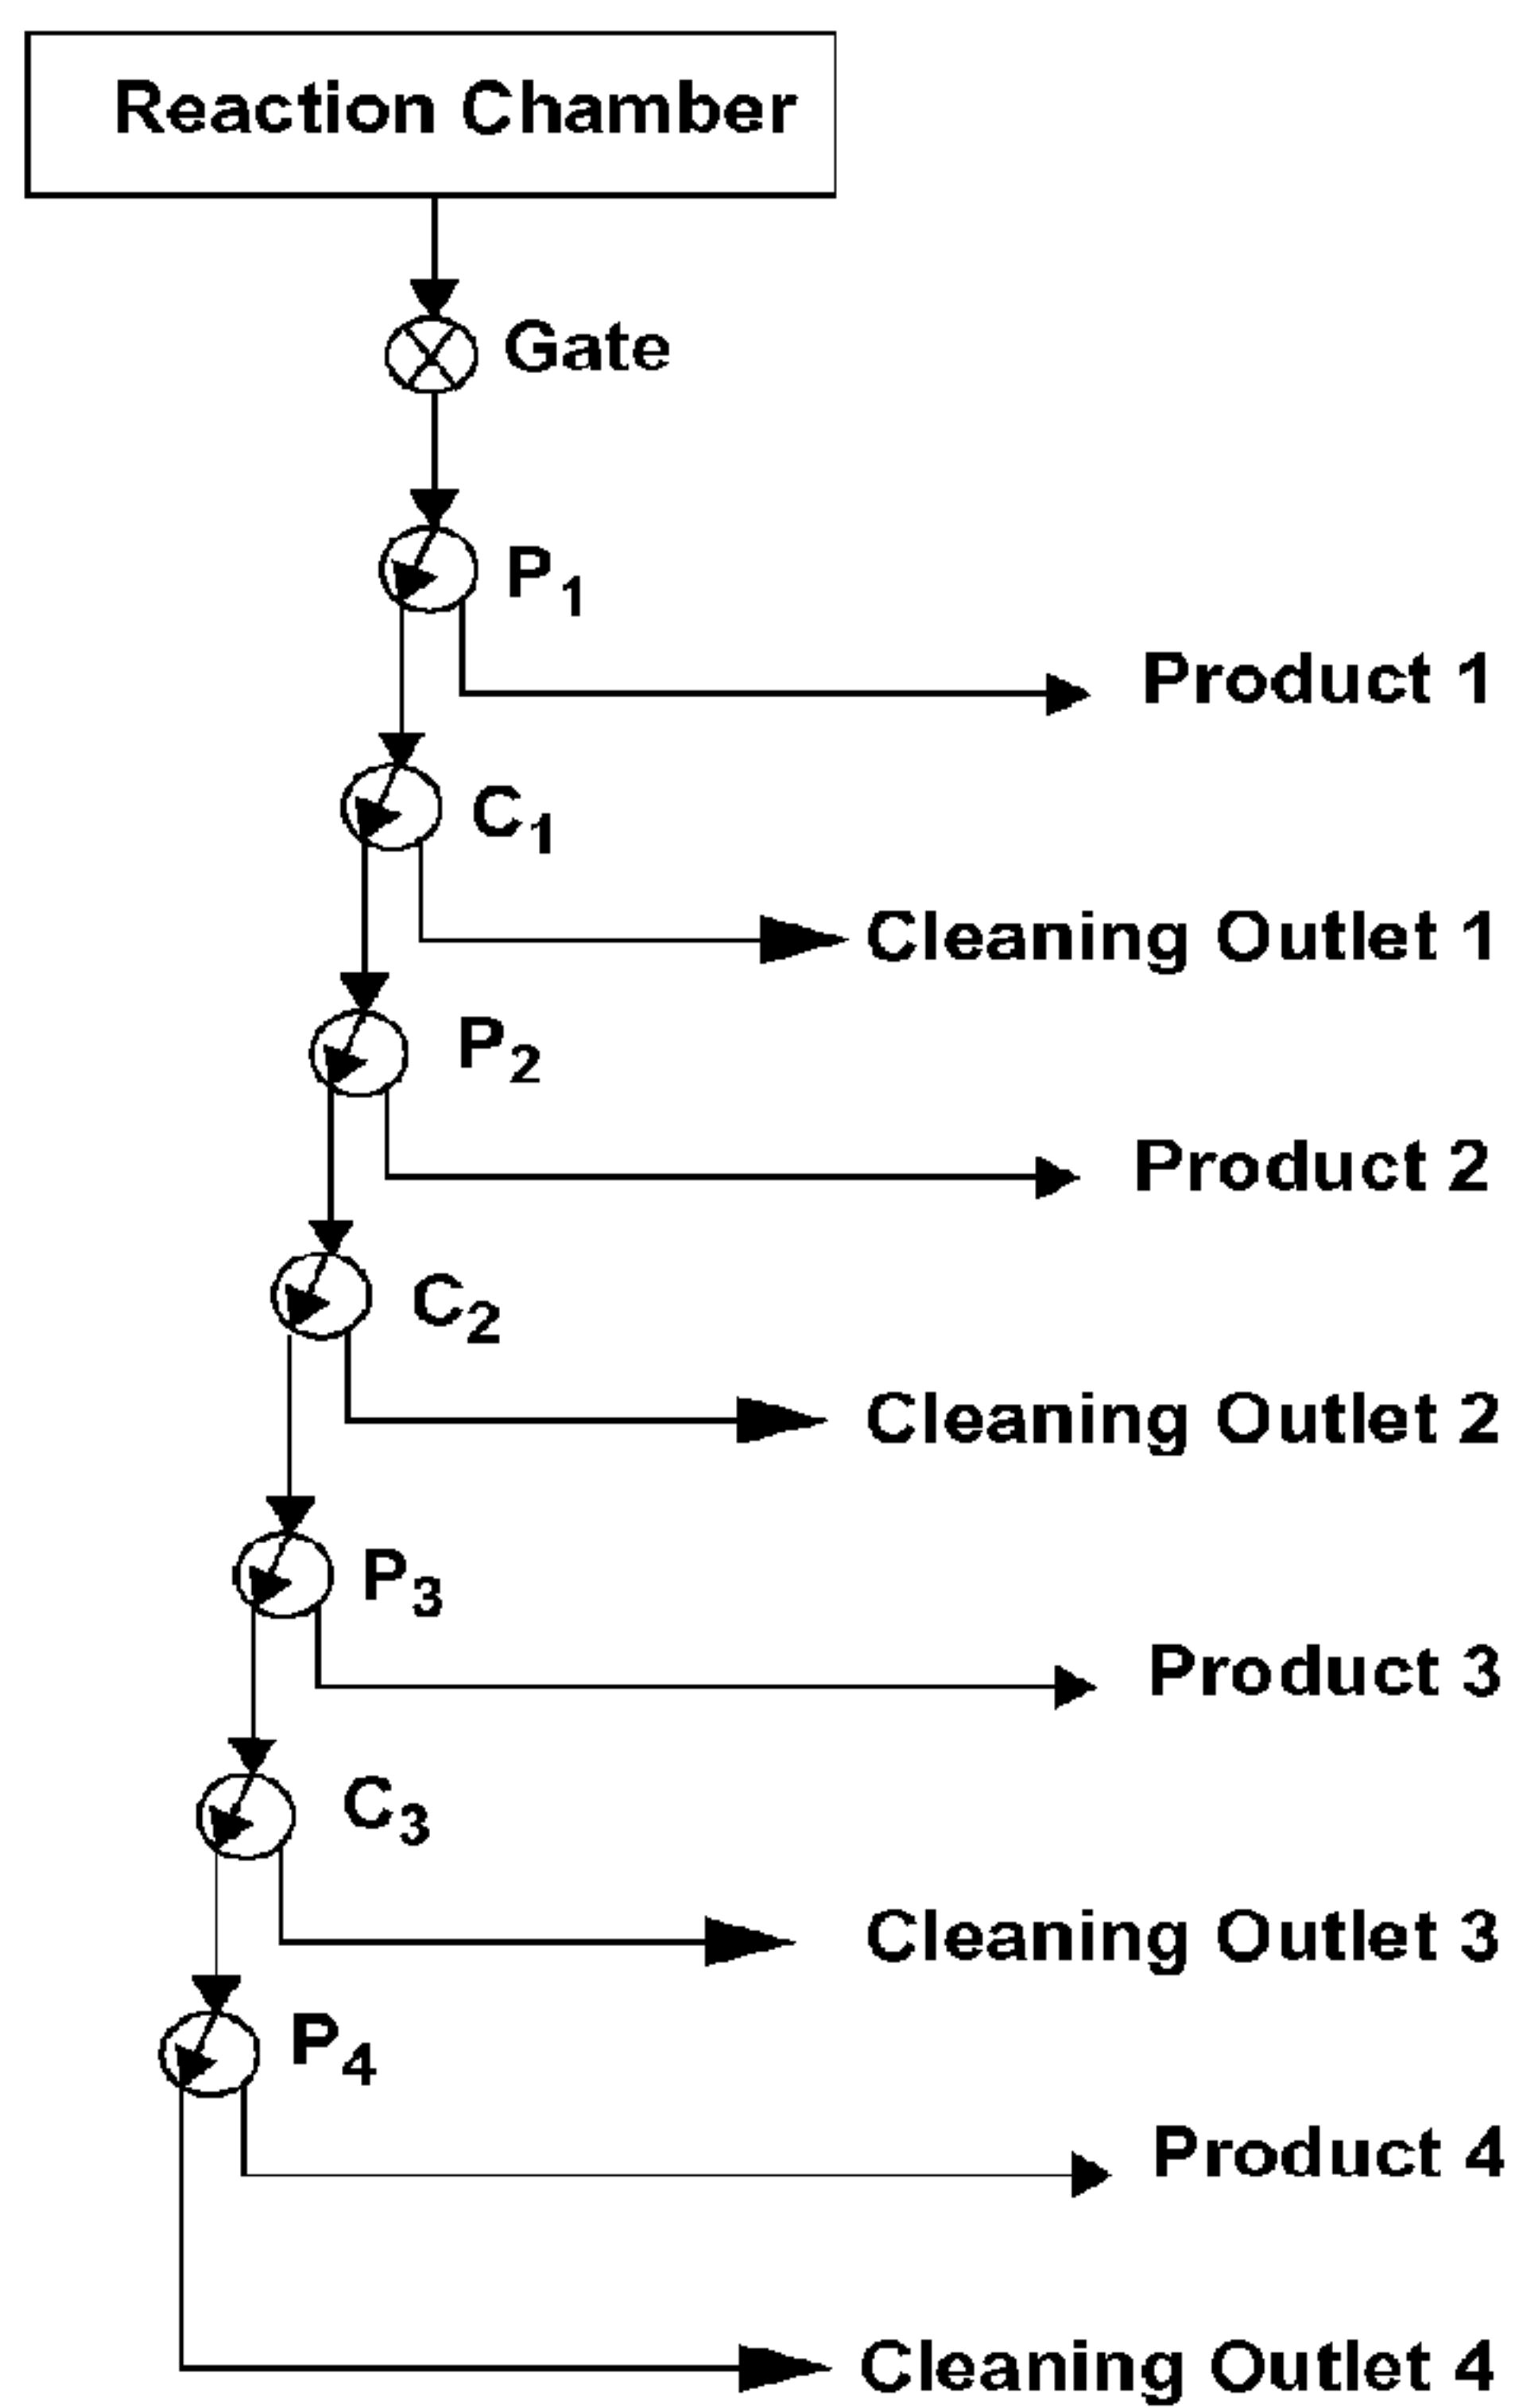 Reaction Chamber
Gate
P1
Product 1
C1
Cleaning Outlet 1
P2
Product 2
C2
Cleaning Outlet 2
P3
Product 3
C3
Cleaning Outlet 3
P4
Product 4
Cleaning Outlet 4